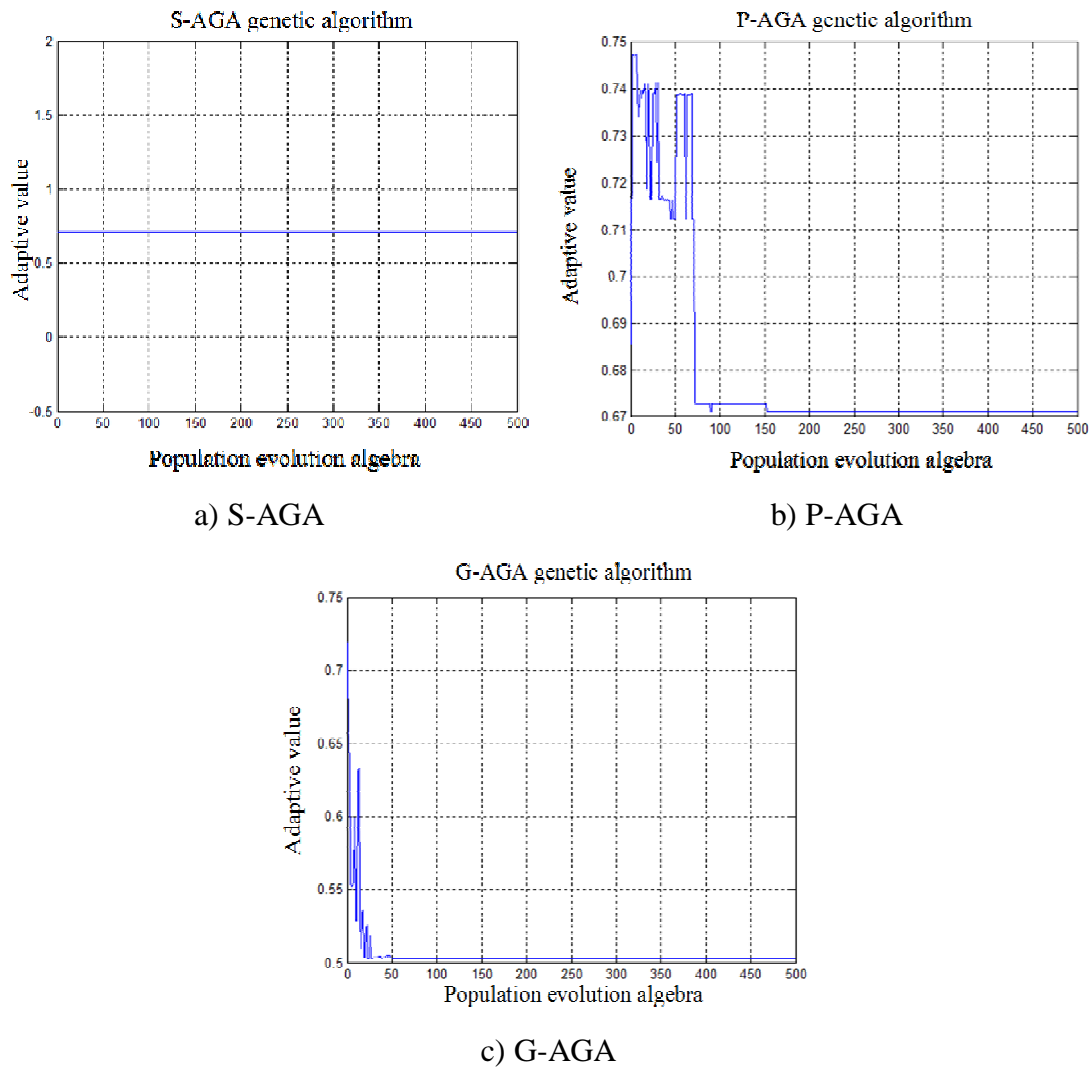 S-AGA genetic algorithm
2
1.5
1
0.5
0
-0.5
Adaptive value
0 50 100 150 200 250 300 350 400 450 500
Population evolution algebra
a) S-AGA
P-AGA genetic algorithm
0.75
0.74
0.73
0.72
0.71
0.7
0.69
0.68
0.67
Adaptive value
0 50 100 150 200 250 300 350 400 450 500
Population evolution algebra
b) P-AGA
G-AGA genetic algorithm
0.75
0.7
0.65
0.6
0.55
0.5
Adaptive value
0 50 100 150 200 250 300 350 400 450 500
Population evolution algebra
c) G-AGA